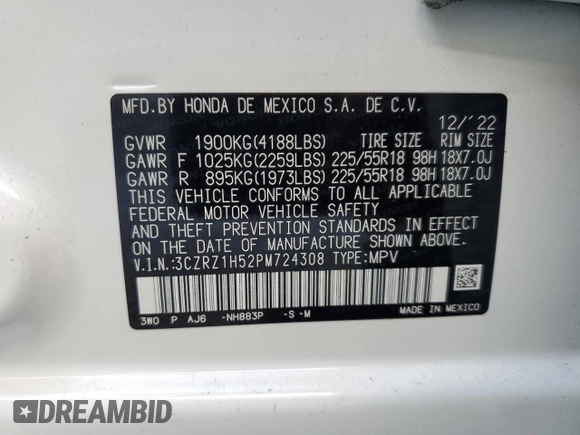 MFD.BY HONDA DE MEXICO S.A. DE C.V.
12/'22
GVWR 1900KG(4188LBS) TIRE SIZE RIM SIZE
GAWR F 1025KG(2259LBS) 225/55R18 98H 18X7.0J
GAWR R 895KG(1973LBS) 225/55R18 98H 18X7.0J
THIS VEHICLE CONFORMS TO ALL APPLICABLE
FEDERAL MOTOR VEHICLE SAFETY
AND THEFT PREVENTION STANDARDS IN EFFECT
ON THE DATE OF MANUFACTURE SHOWN ABOVE.
V.I.N.:3CZRZ1H52PM724308 TYPE:MPV
3W0 P AJ6 -NH883P -S -M MADE IN MEXICO
DREAMBID